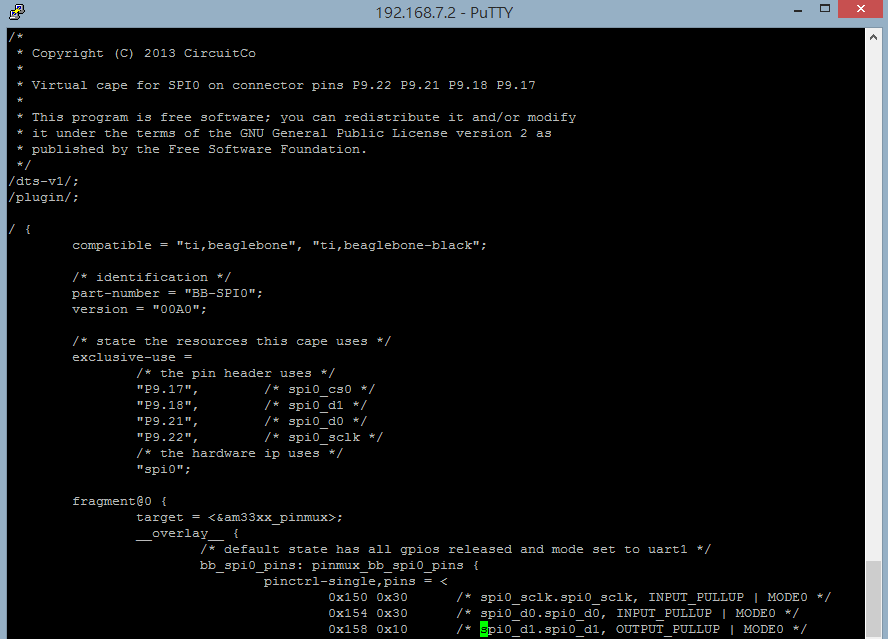 192.168.7.2 - PuTTY
/*
 * Copyright (C) 2013 CircuitCo
 *
 * Virtual cape for SPI0 on connector pins P9.22 P9.21 P9.18 P9.17
 *
 * This program is free software; you can redistribute it and/or modify
 * it under the terms of the GNU General Public License version 2 as
 * published by the Free Software Foundation.
 */
/dts-v1/;
/plugin/;

/ {
        compatible = "ti,beaglebone", "ti,beaglebone-black";

        /* identification */
        part-number = "BB-SPI0";
        version = "00A0";

        /* state the resources this cape uses */
        exclusive-use =
                /* the pin header uses */
                "P9.17",        /* spi0_cs0 */
                "P9.18",        /* spi0_d1 */
                "P9.21",        /* spi0_d0 */
                "P9.22",        /* spi0_sclk */
                /* the hardware ip uses */
                "spi0";

        fragment@0 {
                target = <&am33xx_pinmux>;
                __overlay__ {
                        /* default state has all gpios released and mode set to uart1 */
                        bb_spi0_pins: pinmux_bb_spi0_pins {
                                pinctrl-single,pins = <
                                        0x150 0x30      /* spi0_sclk.spi0_sclk, INPUT_PULLUP | MODE0 */
                                        0x154 0x30      /* spi0_d0.spi0_d0, INPUT_PULLUP | MODE0 */
                                        0x158 0x10      /* spi0_d1.spi0_d1, OUTPUT_PULLUP | MODE0 */